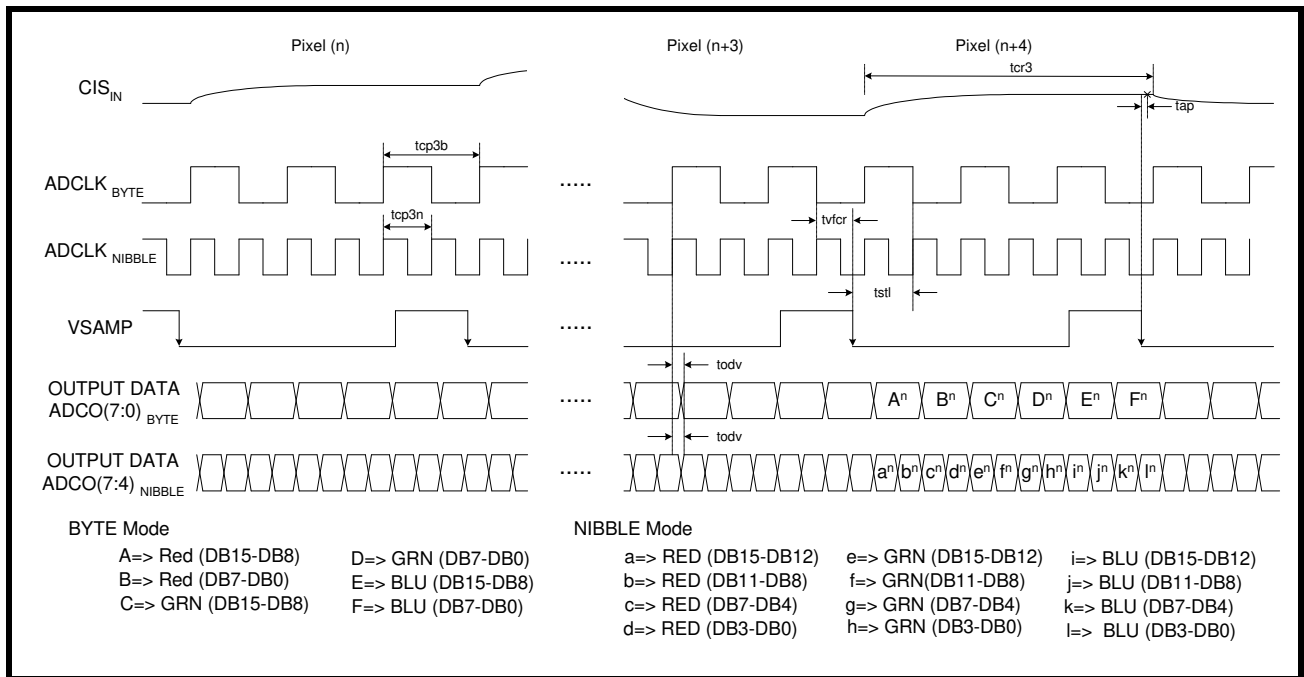 Pixel (n) Pixel (n+3) Pixel (n+4)
tcr3
CIS IN
tap
tcp3b
ADCLK BYTE
.....
tcp3n
tvfcr
ADCLK NIBBLE
.....
tstl
VSAMP
.....
todv
OUTPUT DATA
ADCO(7:0) BYTE
.....
An Bn Cn Dn En Fn
todv
OUTPUT DATA
ADCO(7:4) NIBBLE
.....
an bn cn dn en fn gn hn in jn kn ln
BYTE Mode
A=> Red (DB15-DB8)
B=> Red (DB7-DB0)
C=> GRN (DB15-DB8)
D=> GRN (DB7-DB0)
E=> BLU (DB15-DB8)
F=> BLU (DB7-DB0)
NIBBLE Mode
a=> RED (DB15-DB12)
b=> RED (DB11-DB8)
c=> RED (DB7-DB4)
d=> RED (DB3-DB0)
e=> GRN (DB15-DB12)
f=> GRN(DB11-DB8)
g=> GRN (DB7-DB4)
h=> GRN (DB3-DB0)
i=> BLU (DB15-DB12)
j=> BLU (DB11-DB8)
k=> BLU (DB7-DB4)
l=> BLU (DB3-DB0)